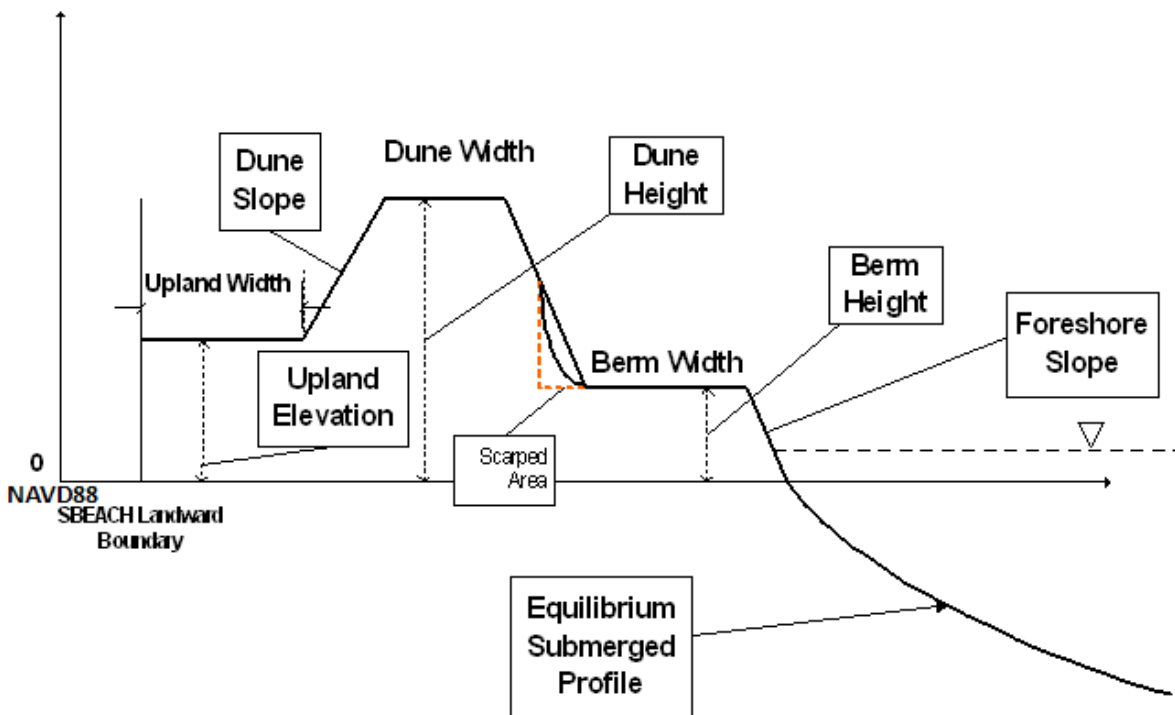 Dune
Slope
Dune Width
Dune
Height
Upland Width
Berm
Height
Foreshore
Slope
Upland
Elevation
Berm Width
Scarped
Area
0
NAVD88
SBEACH Landward
Boundary
Equilibrium
Submerged
Profile